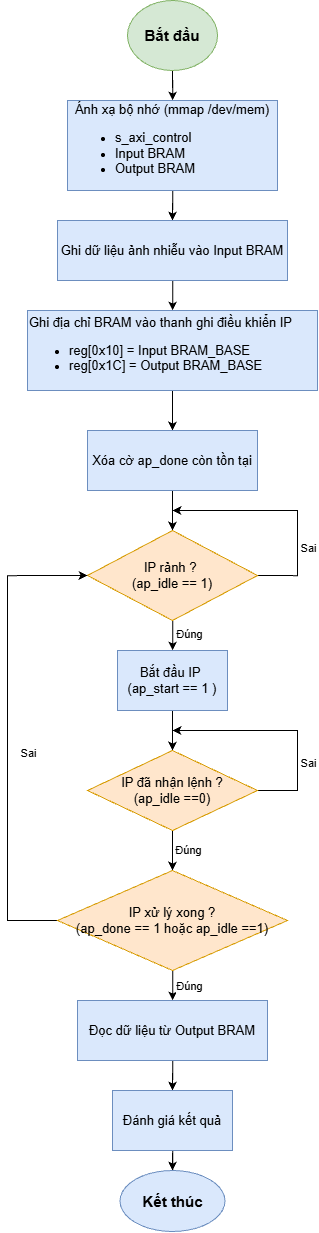 Bắt đầu
Ánh xạ bộ nhớ (mmap /dev/mem)
• s_axi_control
• Input BRAM
• Output BRAM
Ghi dữ liệu ảnh nhiễu vào Input BRAM
Ghi địa chỉ BRAM vào thanh ghi điều khiển IP
• reg[0x10] = Input BRAM_BASE
• reg[0x1C] = Output BRAM_BASE
Xóa cờ ap_done còn tồn tại
Sai
IP rảnh ?
(ap_idle == 1)
Đúng
Bắt đầu IP
(ap_start == 1 )
Sai
Sai
IP đã nhận lệnh ?
(ap_idle ==0)
Đúng
IP xử lý xong ?
(ap_done == 1 hoặc ap_idle ==1)
Đúng
Đọc dữ liệu từ Output BRAM
Đánh giá kết quả
Kết thúc